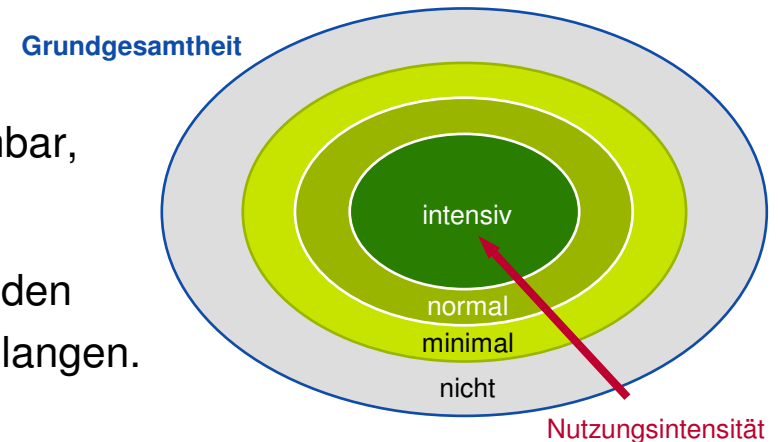 Grundgesamtheit
bar,
den
langen.
intensiv
normal
minimal
nicht
Nutzungsintensität